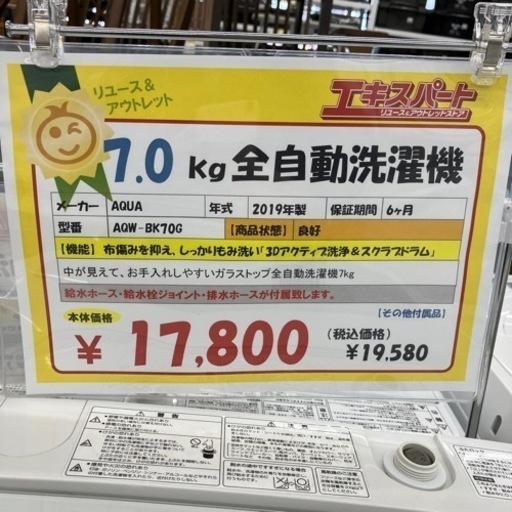 リユース&
アウトレット
エキスパート
リユース&アウトレットストア
7.0 kg 全自動洗濯機
メーカー AQUA 年式 2019年製 保証期間 6ヶ月
型番 AQW-BK70G 【商品状態】 良好
【機能】 布傷みを抑え、しっかりもみ洗い「3Dアクティブ洗浄&スクラブドラム」
中が見えて、お手入れしやすいガラストップ全自動洗濯機7kg
給水ホース・給水栓ジョイント・排水ホースが付属致します。
本体価格 【その他付属品】
¥ 17,800 (税込価格)
¥19,580
警告
注意